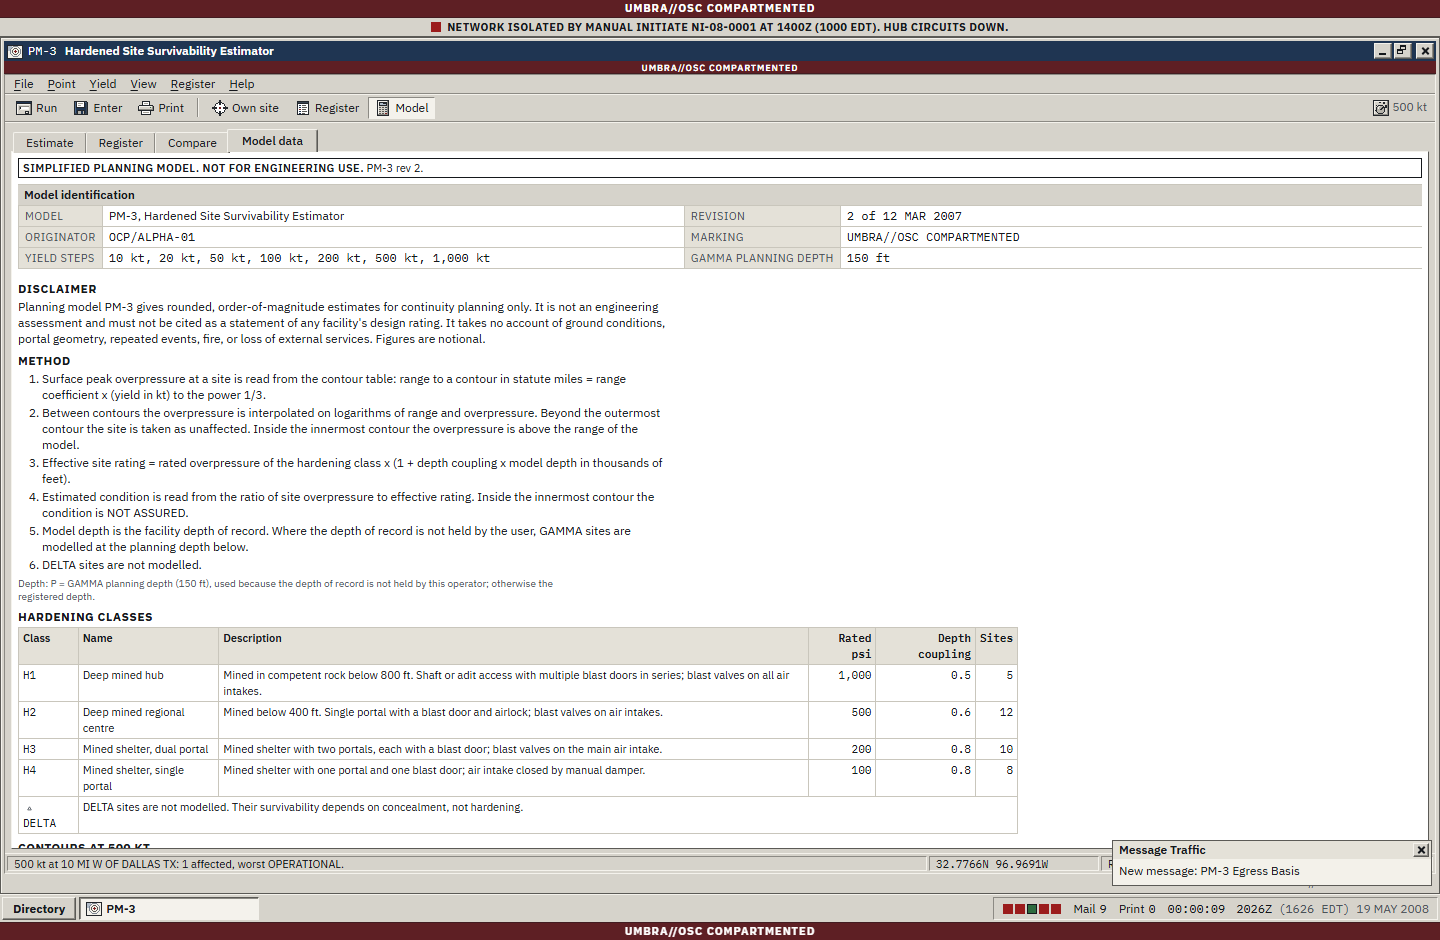 UMBRA//OSC COMPARTMENTED
NETWORK ISOLATED BY MANUAL INITIATE NI-08-0001 AT 1400Z (1000 EDT). HUB CIRCUITS DOWN.
PM-3 Hardened Site Survivability Estimator
UMBRA//OSC COMPARTMENTED
File Point Yield View Register Help
Run Enter Print Own site Register Model 500 kt
Estimate Register Compare Model data
SIMPLIFIED PLANNING MODEL. NOT FOR ENGINEERING USE. PM-3 rev 2.
Model identification
MODEL PM-3, Hardened Site Survivability Estimator REVISION 2 of 12 MAR 2007
ORIGINATOR OCP/ALPHA-01 MARKING UMBRA//OSC COMPARTMENTED
YIELD STEPS 10 kt, 20 kt, 50 kt, 100 kt, 200 kt, 500 kt, 1,000 kt GAMMA PLANNING DEPTH 150 ft
DISCLAIMER
Planning model PM-3 gives rounded, order-of-magnitude estimates for continuity planning only. It is not an engineering
assessment and must not be cited as a statement of any facility's design rating. It takes no account of ground conditions,
portal geometry, repeated events, fire, or loss of external services. Figures are notional.
METHOD
1. Surface peak overpressure at a site is read from the contour table: range to a contour in statute miles = range
coefficient x (yield in kt) to the power 1/3.
2. Between contours the overpressure is interpolated on logarithms of range and overpressure. Beyond the outermost
contour the site is taken as unaffected. Inside the innermost contour the overpressure is above the range of the
model.
3. Effective site rating = rated overpressure of the hardening class x (1 + depth coupling x model depth in thousands of
feet).
4. Estimated condition is read from the ratio of site overpressure to effective rating. Inside the innermost contour the
condition is NOT ASSURED.
5. Model depth is the facility depth of record. Where the depth of record is not held by the user, GAMMA sites are
modelled at the planning depth below.
6. DELTA sites are not modelled.
Depth: P = GAMMA planning depth (150 ft), used because the depth of record is not held by this operator; otherwise the
registered depth.
HARDENING CLASSES
Class Name Description Rated psi Depth coupling Sites
H1 Deep mined hub Mined in competent rock below 800 ft. Shaft or adit access with multiple blast doors in series; blast valves on all air intakes. 1,000 0.5 5
H2 Deep mined regional centre Mined below 400 ft. Single portal with a blast door and airlock; blast valves on air intakes. 500 0.6 12
H3 Mined shelter, dual portal Mined shelter with two portals, each with a blast door; blast valves on the main air intake. 200 0.8 10
H4 Mined shelter, single portal Mined shelter with one portal and one blast door; air intake closed by manual damper. 100 0.8 8
DELTA DELTA sites are not modelled. Their survivability depends on concealment, not hardening.
CONTOURS AT 500 KT
500 kt at 10 MI W OF DALLAS TX: 1 affected, worst OPERATIONAL. 32.7766N 96.9691W
Message Traffic
New message: PM-3 Egress Basis
Directory PM-3 Mail 9 Print 0 00:00:09 2026Z (1626 EDT) 19 MAY 2008
UMBRA//OSC COMPARTMENTED